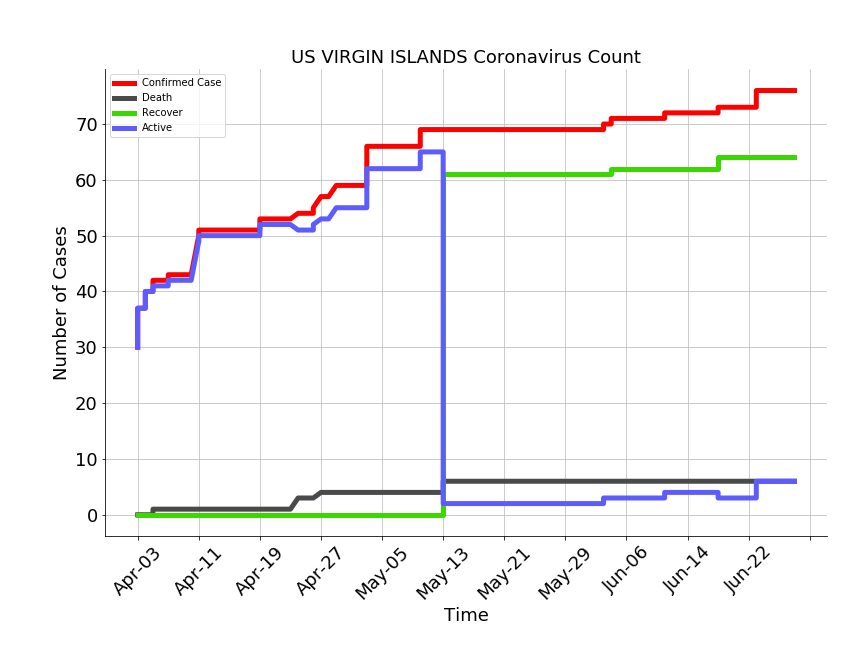 US VIRGIN ISLANDS Coronavirus Count
Confirmed Case
Death
Recover
Active
Number of Cases
70
60
50
40
30
20
10
0
Apr-03
Apr-11
Apr-19
Apr-27
May-05
May-13
May-21
May-29
Jun-06
Jun-14
Jun-22
Time